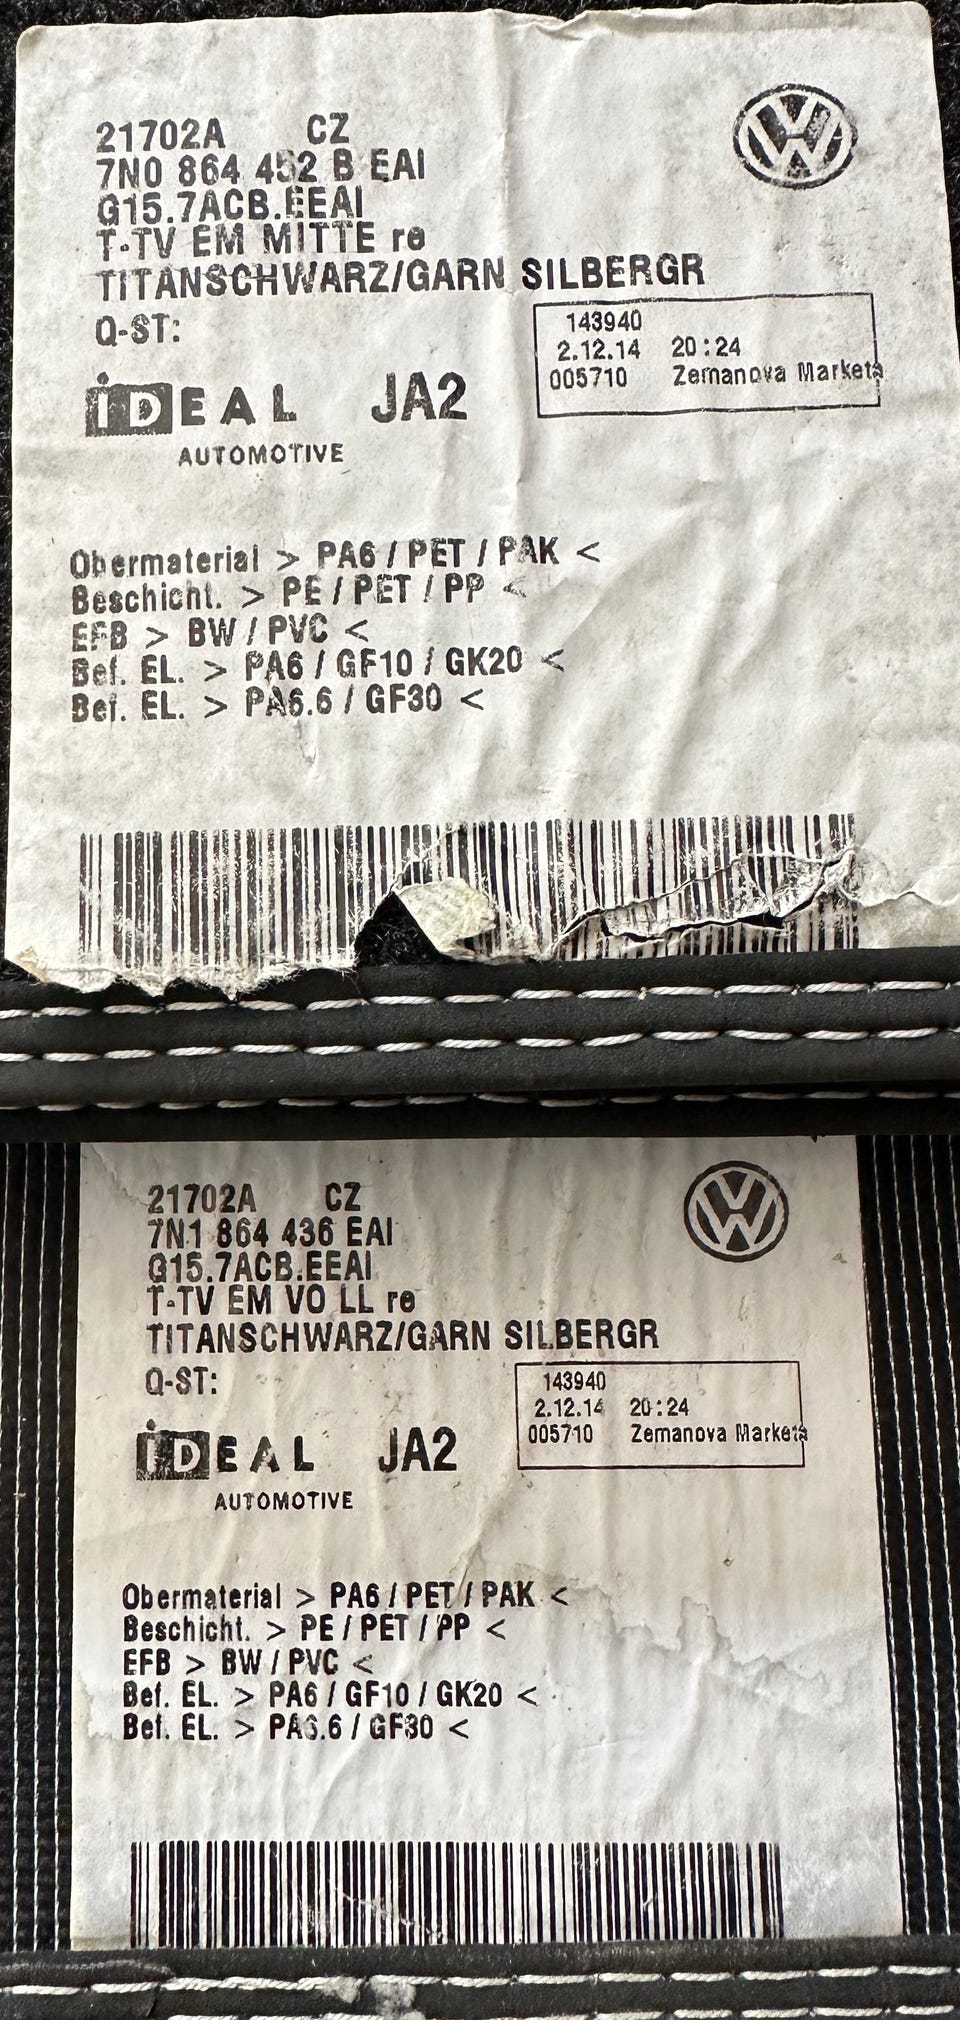 21702A CZ
7N0 864 452 B EAI
G15.7ACB.EEAI
T-TV EM MITTE re
TITANSCHWARZ/GARN SILBERGR
Q-ST:
143940
2.12.14 20:24
005710 Zemanova Marketa
iDEAL JA2
AUTOMOTIVE
Obermaterial > PA6 / PET / PAK <
Beschicht. > PE / PET / PP <
EFB > BW / PVC <
Bef. EL. > PA6 / GF10 / GK20 <
Bef. EL. > PA6.6 / GF30 <
21702A CZ
7N1 864 436 EAI
G15.7ACB.EEAI
T-TV EM VO LL re
TITANSCHWARZ/GARN SILBERGR
Q-ST:
143940
2.12.14 20:24
005710 Zemanova Marketa
iDEAL JA2
AUTOMOTIVE
Obermaterial > PA6 / PET / PAK <
Beschicht. > PE / PET / PP <
EFB > BW / PVC <
Bef. EL. > PA6 / GF10 / GK20 <
Bef. EL. > PA6.6 / GF30 <